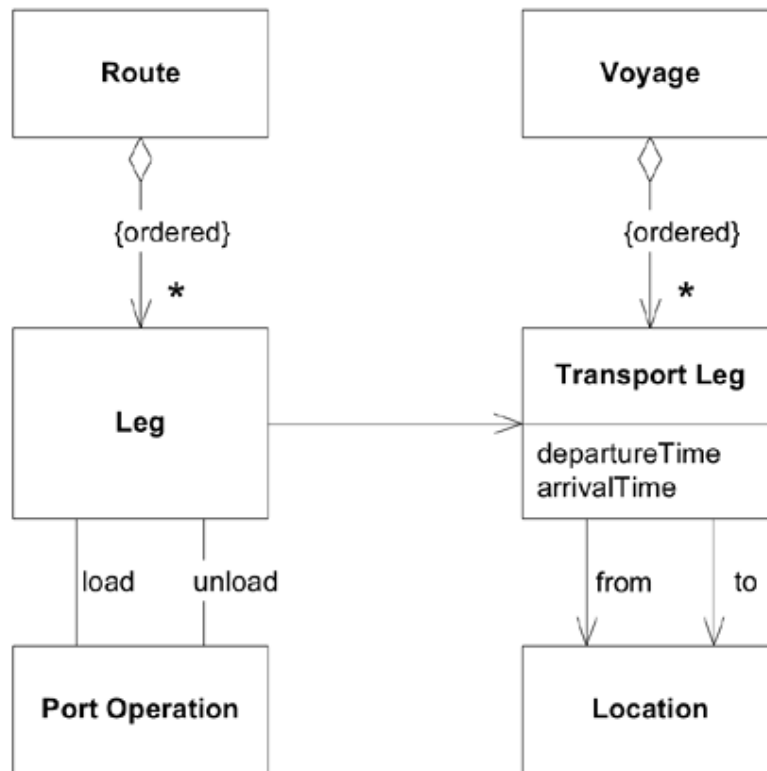 Route
Voyage
{ordered}
{ordered}
*
*
Leg
Transport Leg
departureTime
arrivalTime
load
unload
from
to
Port Operation
Location